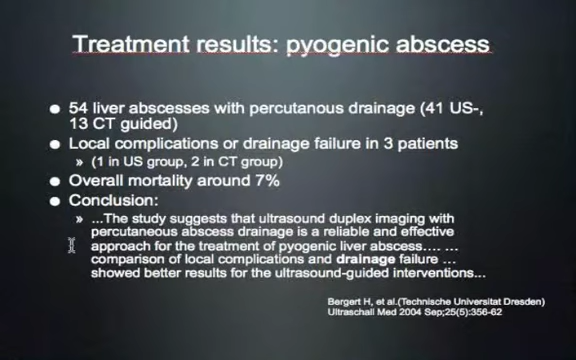 Treatment results: pyogenic abscess
● 54 liver abscesses with percutanous drainage (41 US-,
13 CT guided)
● Local complications or drainage failure in 3 patients
» (1 in US group, 2 in CT group)
● Overall mortality around 7%
● Conclusion:
» ...The study suggests that ultrasound duplex imaging with
percutaneous abscess drainage is a reliable and effective
approach for the treatment of pyogenic liver abscess.... ...
comparison of local complications and drainage failure ...
showed better results for the ultrasound-guided interventions...
Bergert H, et al.(Technische Universitat Dresden)
Ultraschall Med 2004 Sep;25(5):356-62